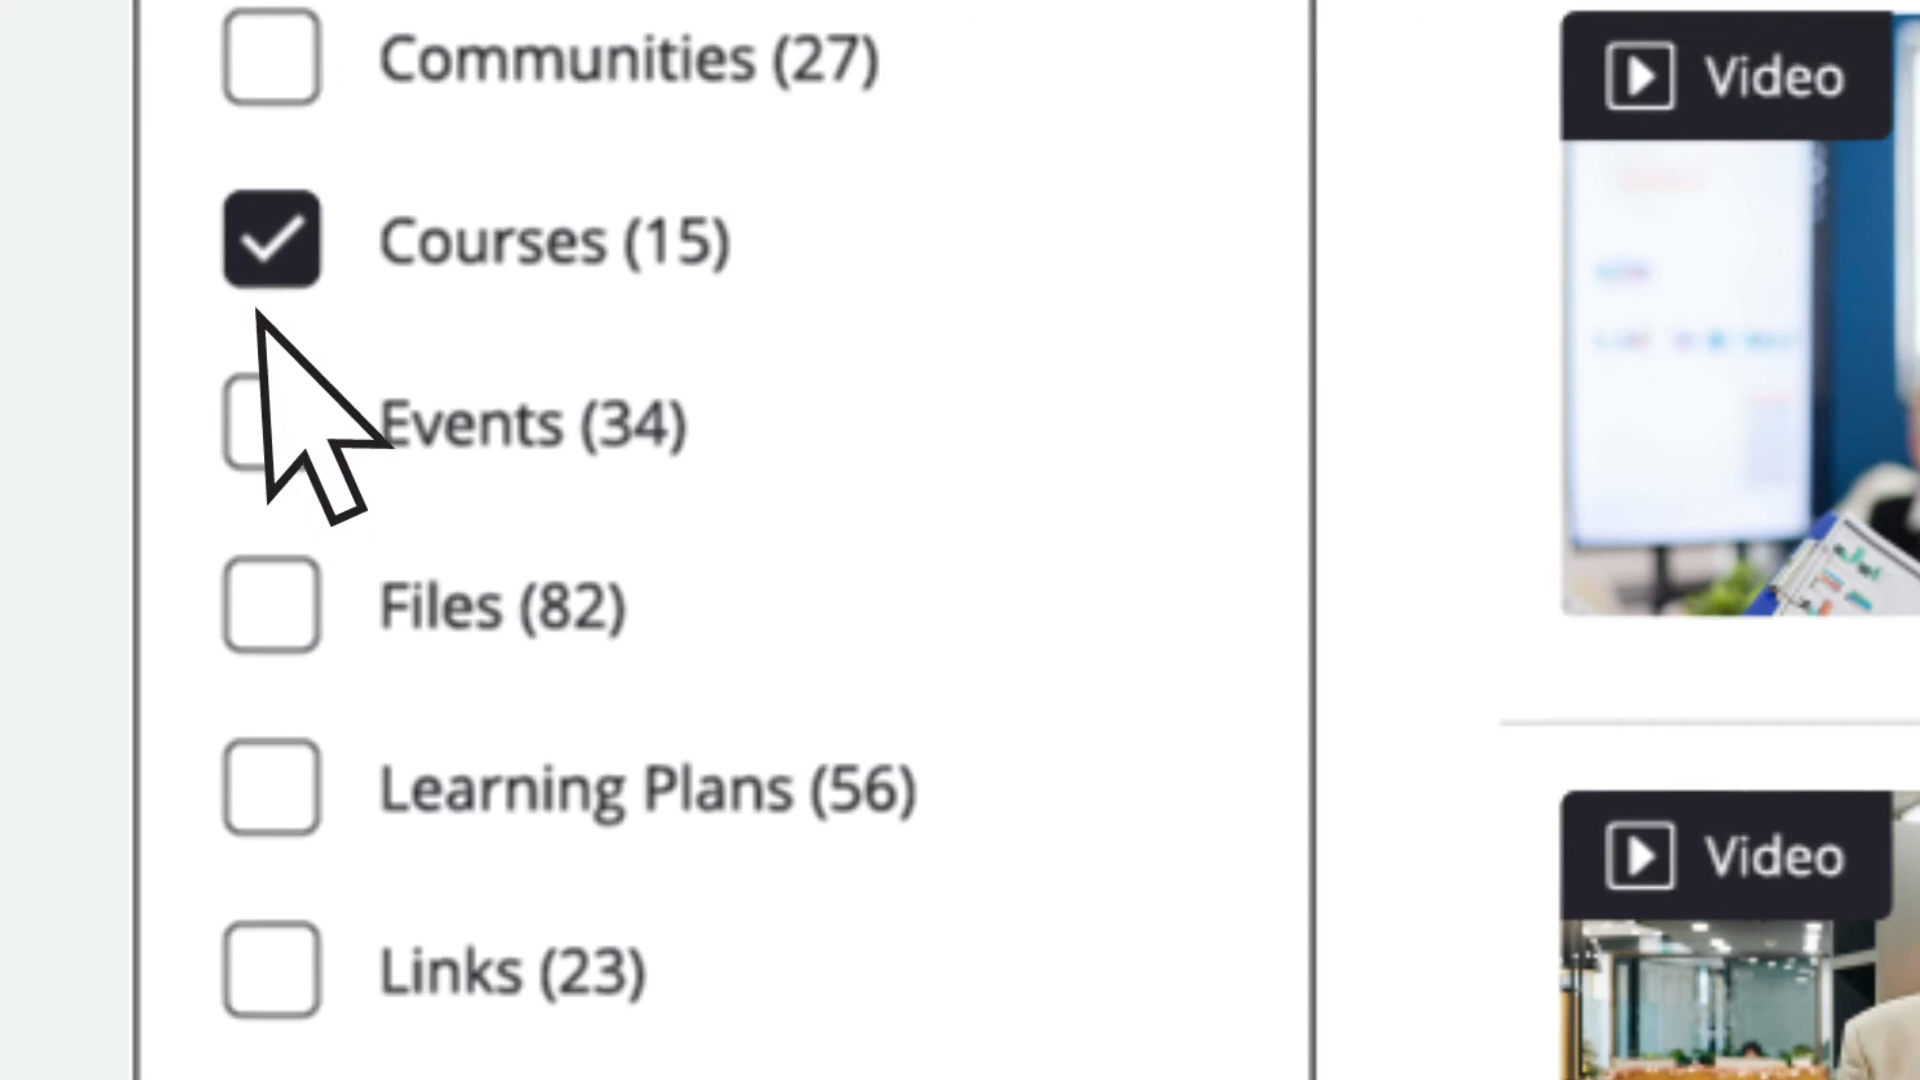 Communities (27)
Courses (15)
Events (34)
Files (82)
Learning Plans (56)
Links (23)
Video
Video